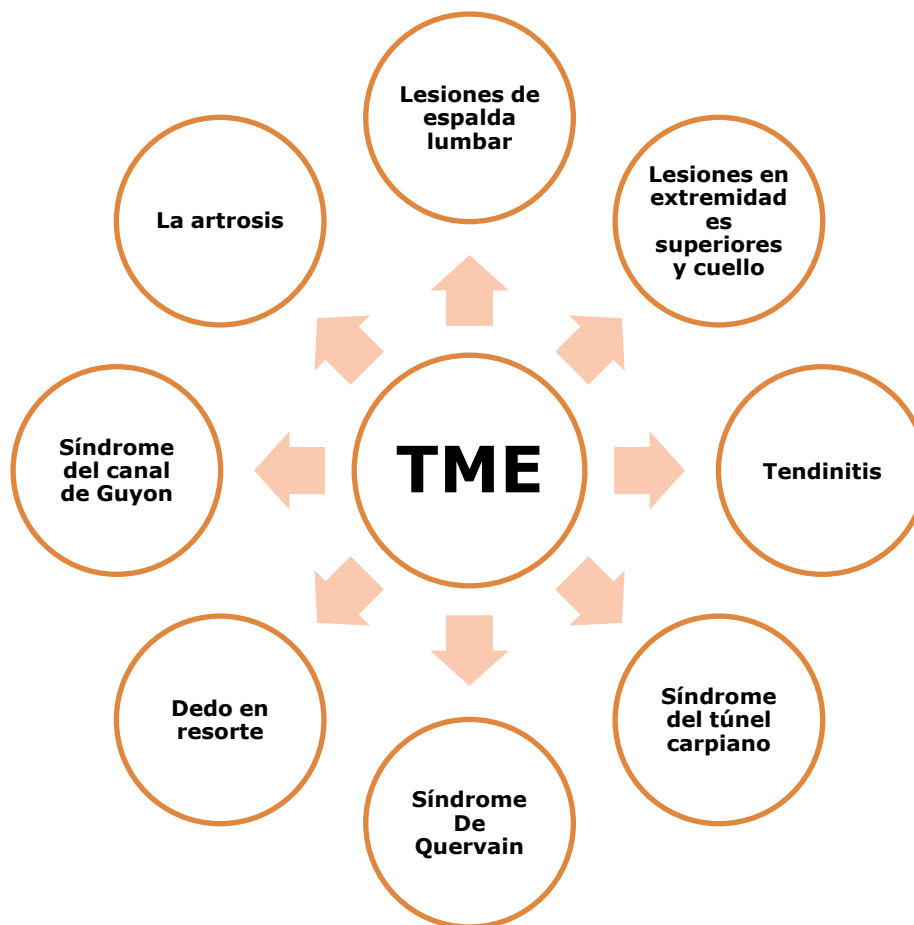 Lesiones de
espalda
lumbar
Lesiones en
extremidad
es
superiores
y cuello
Tendinitis
Síndrome
del túnel
carpiano
Síndrome
De
Quervain
Dedo en
resorte
Síndrome
del canal
de Guyon
La artrosis
TME